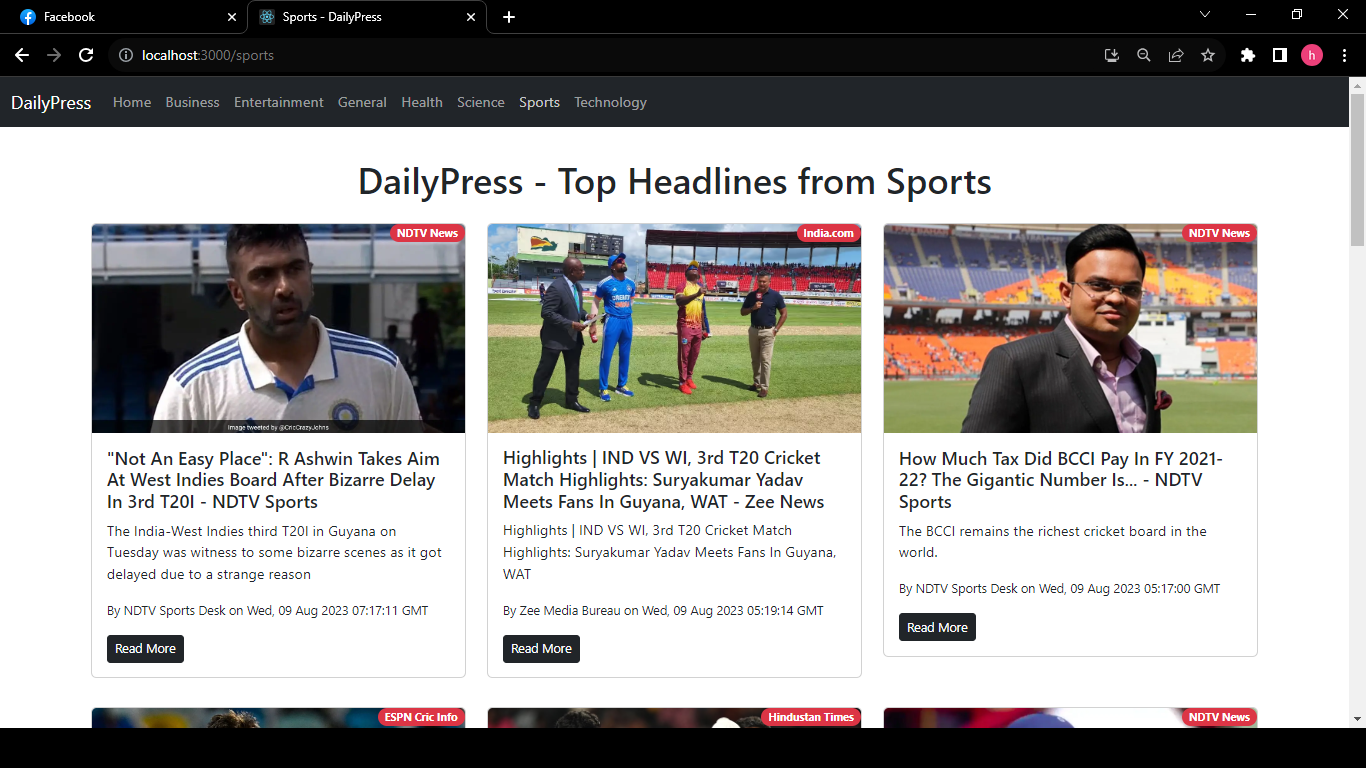 Facebook
Sports - DailyPress
localhost:3000/sports
h
DailyPress Home Business Entertainment General Health Science Sports Technology
DailyPress - Top Headlines from Sports
NDTV News
Image tweeted by @CricCrazyJohns
"Not An Easy Place": R Ashwin Takes Aim
At West Indies Board After Bizarre Delay
In 3rd T20I - NDTV Sports
The India-West Indies third T20I in Guyana on
Tuesday was witness to some bizarre scenes as it got
delayed due to a strange reason
By NDTV Sports Desk on Wed, 09 Aug 2023 07:17:11 GMT
Read More
India.com
Highlights | IND VS WI, 3rd T20 Cricket
Match Highlights: Suryakumar Yadav
Meets Fans In Guyana, WAT - Zee News
Highlights | IND VS WI, 3rd T20 Cricket Match
Highlights: Suryakumar Yadav Meets Fans In Guyana,
WAT
By Zee Media Bureau on Wed, 09 Aug 2023 05:19:14 GMT
Read More
NDTV News
How Much Tax Did BCCI Pay In FY 2021-
22? The Gigantic Number Is... - NDTV
Sports
The BCCI remains the richest cricket board in the
world.
By NDTV Sports Desk on Wed, 09 Aug 2023 05:17:00 GMT
Read More
ESPN Cric Info
Hindustan Times
NDTV News